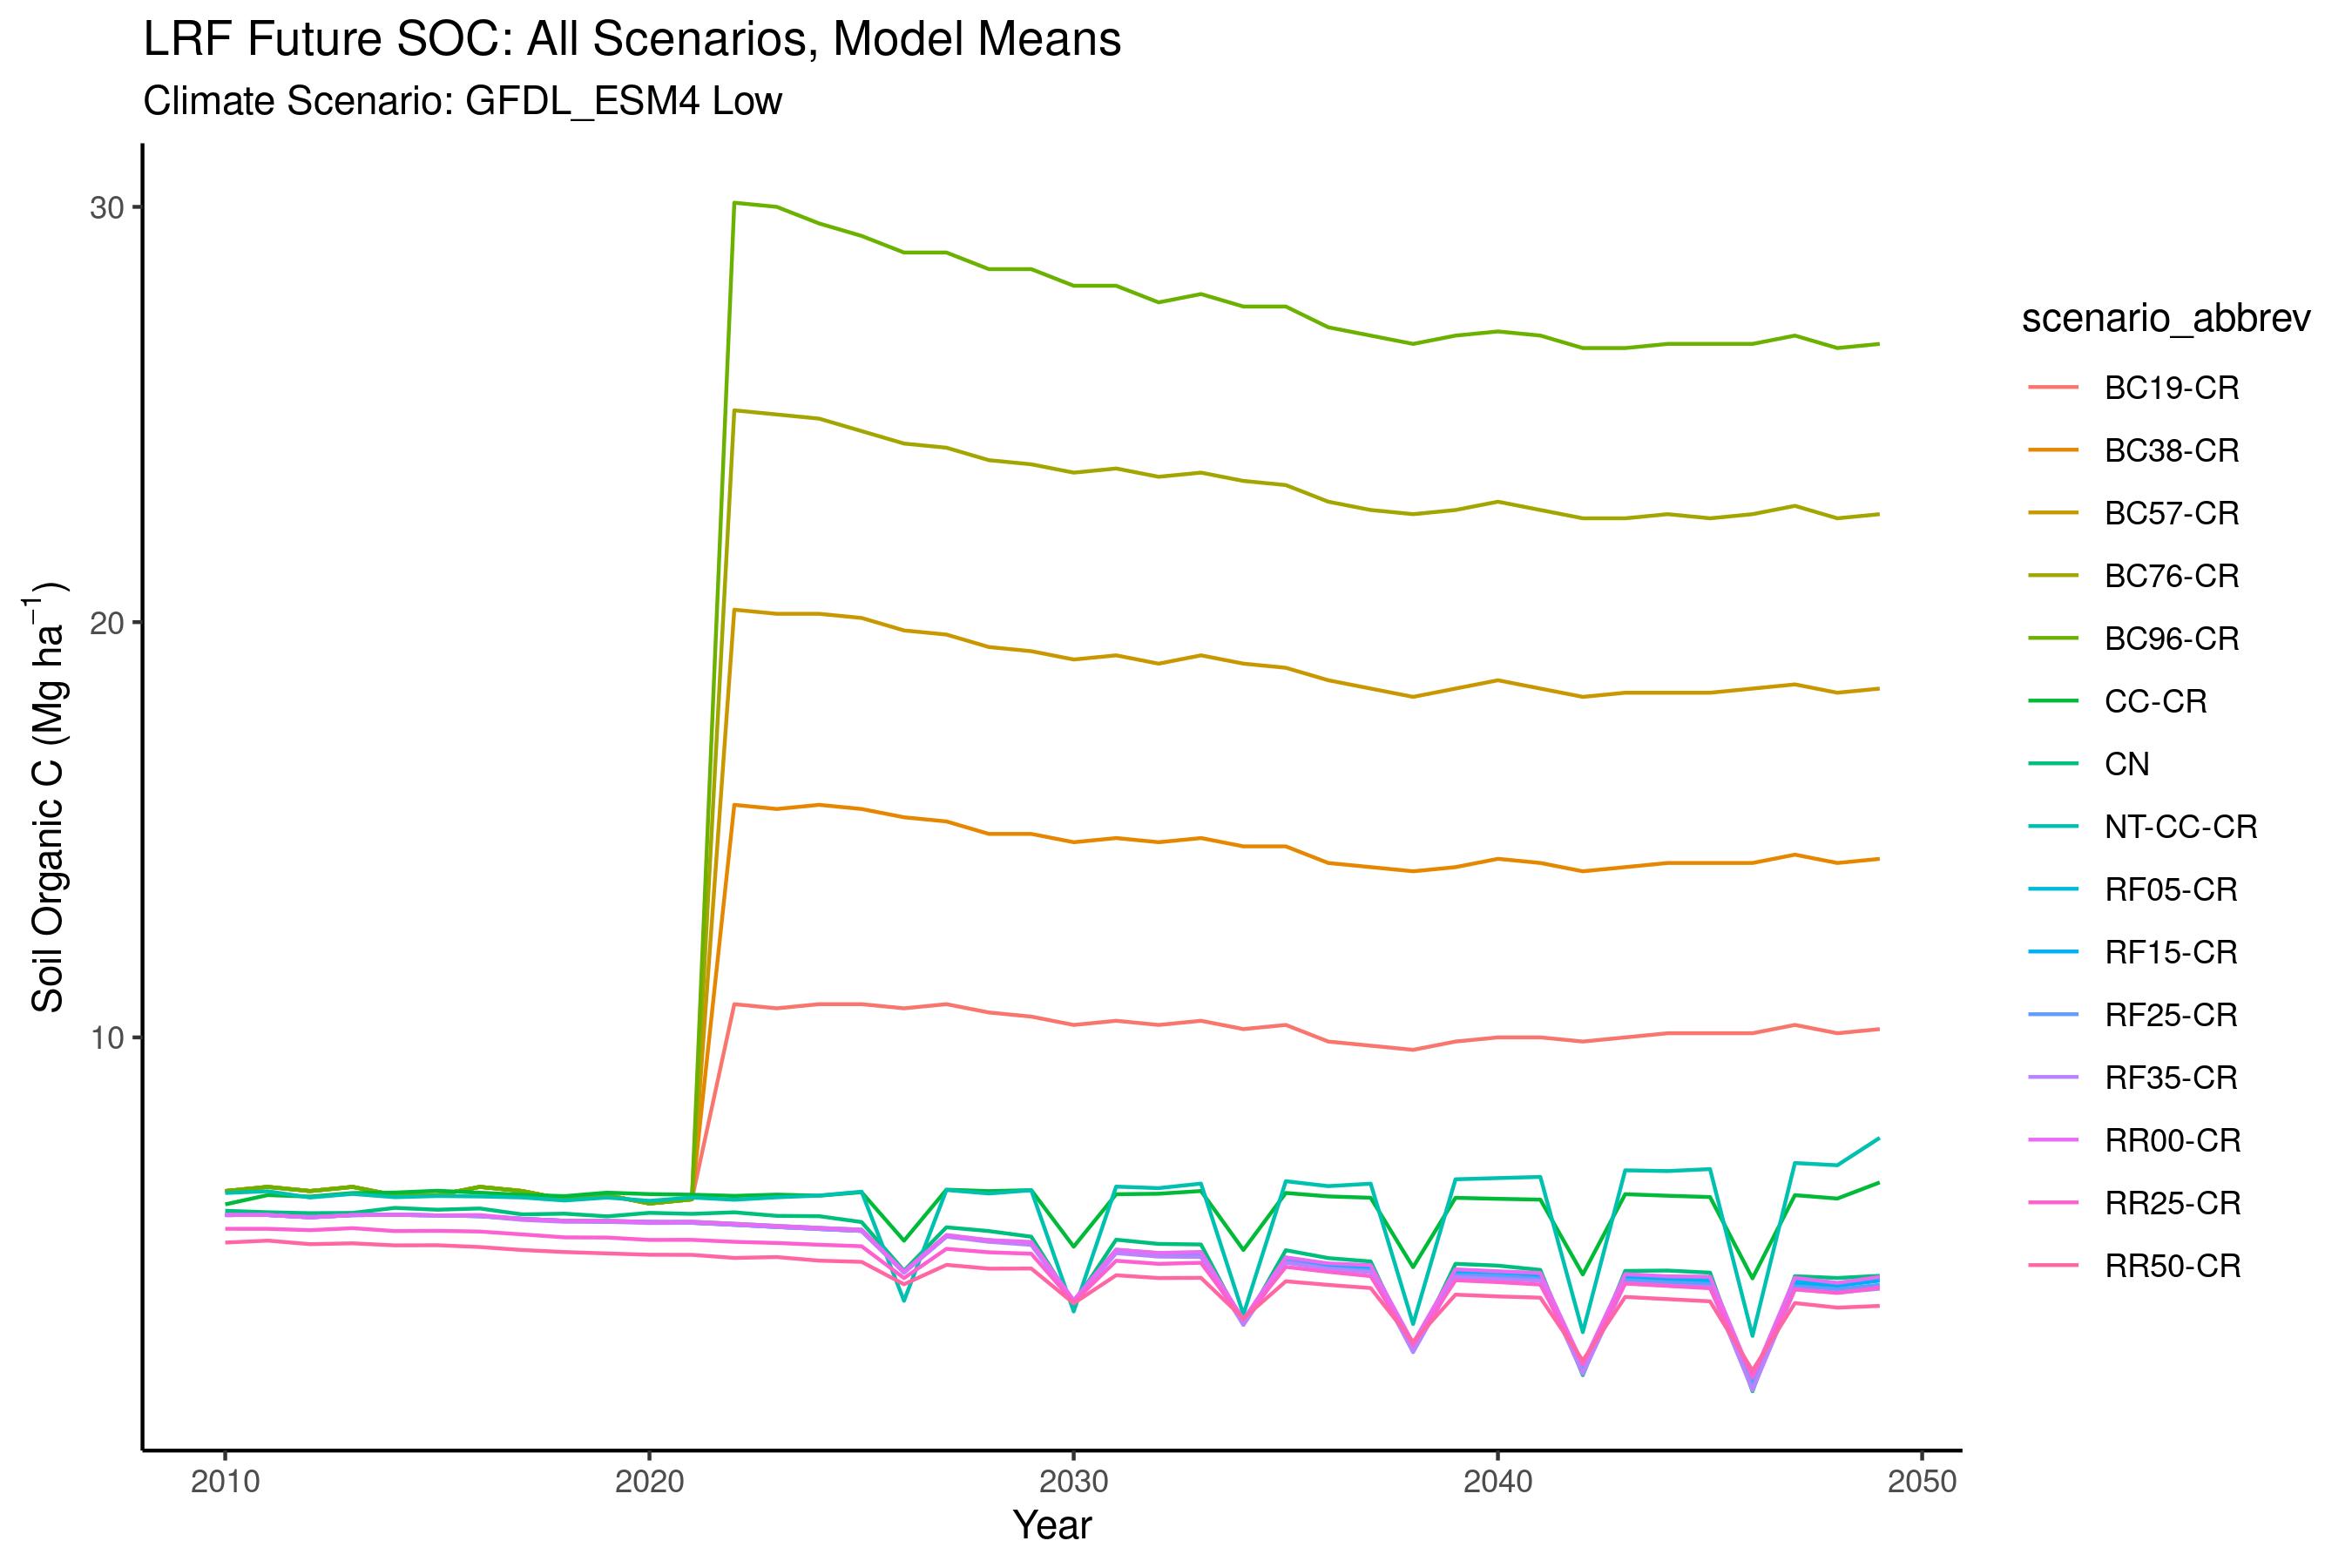 LRF Future SOC: All Scenarios, Model Means
Climate Scenario: GFDL_ESM4 Low
Soil Organic C (Mg ha⁻¹)
30
20
10
2010
2020
2030
2040
2050
Year
scenario_abbrev
BC19-CR
BC38-CR
BC57-CR
BC76-CR
BC96-CR
CC-CR
CN
NT-CC-CR
RF05-CR
RF15-CR
RF25-CR
RF35-CR
RR00-CR
RR25-CR
RR50-CR